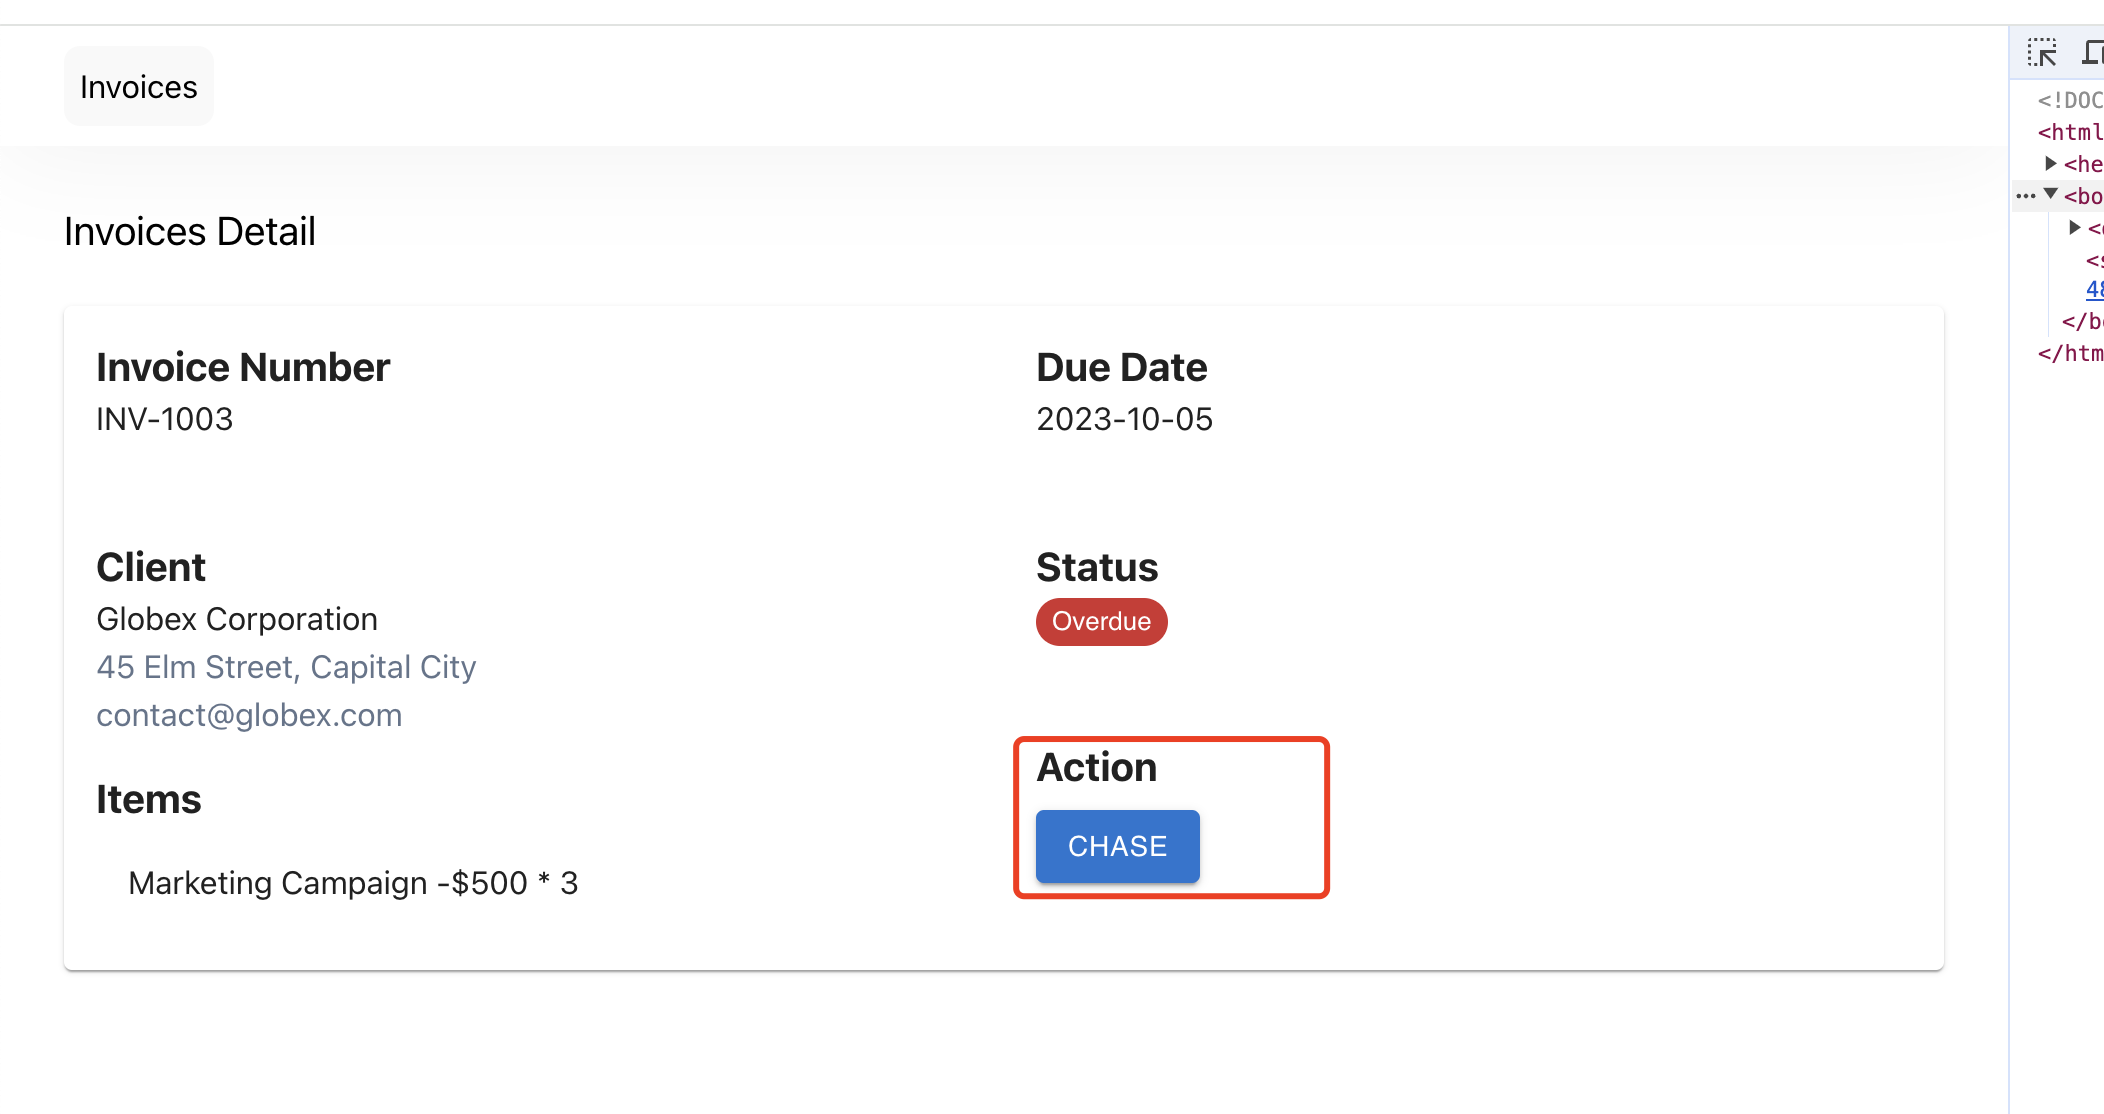 Invoices
Invoices Detail
Invoice Number
INV-1003
Due Date
2023-10-05
Client
Globex Corporation
45 Elm Street, Capital City
contact@globex.com
Status
Overdue
Items
Marketing Campaign -$500 * 3
Action
CHASE
<!DOC
<html
<he
<bo
48
</bo
</htm